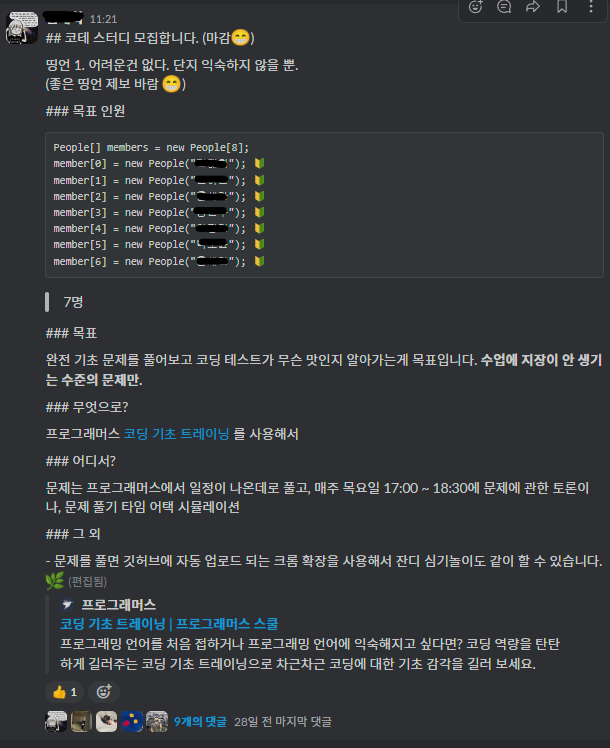 11:21
## 코테 스터디 모집합니다. (마감😁)
띵언 1. 어려운건 없다. 단지 익숙하지 않을 뿐.
(좋은 띵언 제보 바람 😁)
### 목표 인원
People[] members = new People[8];
member[0] = new People(""); 🔰
member[1] = new People(""); 🔰
member[2] = new People(""); 🔰
member[3] = new People(""); 🔰
member[4] = new People(""); 🔰
member[5] = new People(""); 🔰
member[6] = new People(""); 🔰
7명
### 목표
완전 기초 문제를 풀어보고 코딩 테스트가 무슨 맛인지 알아가는게 목표입니다. 수업에 지장이 안 생기
는 수준의 문제만.
### 무엇으로?
프로그래머스 코딩 기초 트레이닝 를 사용해서
### 어디서?
문제는 프로그래머스에서 일정이 나온데로 풀고, 매주 목요일 17:00 ~ 18:30에 문제에 관한 토론이
나, 문제 풀기 타임 어택 시뮬레이션
### 그 외
- 문제를 풀면 깃허브에 자동 업로드 되는 크롬 확장을 사용해서 잔디 심기놀이도 같이 할 수 있습니다.
🌿 (편집됨)
프로그래머스
코딩 기초 트레이닝 | 프로그래머스 스쿨
프로그래밍 언어를 처음 접하거나 프로그래밍 언어에 익숙해지고 싶다면? 코딩 역량을 탄탄
하게 길러주는 코딩 기초 트레이닝으로 차근차근 코딩에 대한 기초 감각을 길러 보세요.
👍 1
9개의 댓글 28일 전 마지막 댓글